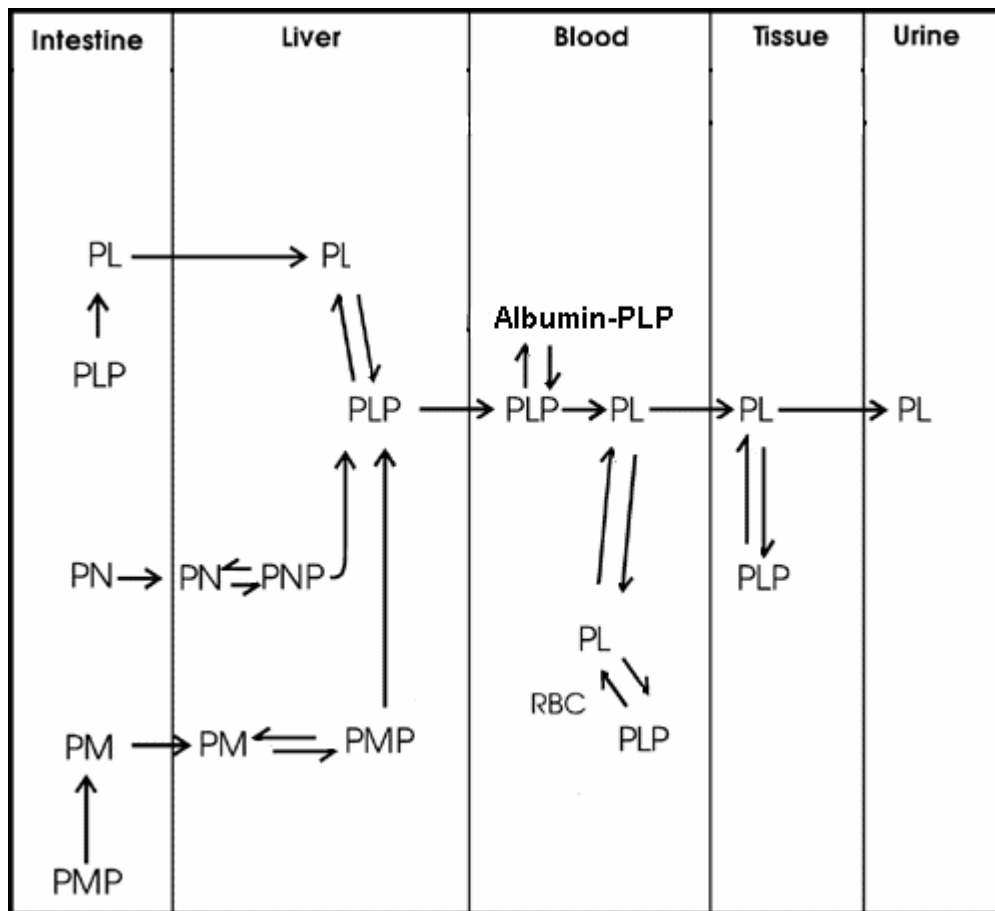 Intestine Liver Blood Tissue Urine
PL PL
Albumin-PLP
PLP PLP PLP PL PL PL
PN PN PNP PLP
PL
RBC
PM PM PMP PLP
PMP